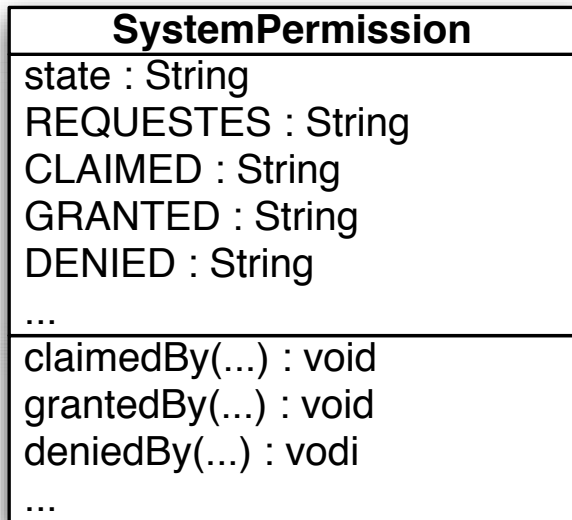 SystemPermission
state : String
REQUESTES : String
CLAIMED : String
GRANTED : String
DENIED : String
...
claimedBy(...) : void
grantedBy(...) : void
deniedBy(...) : vodi
...